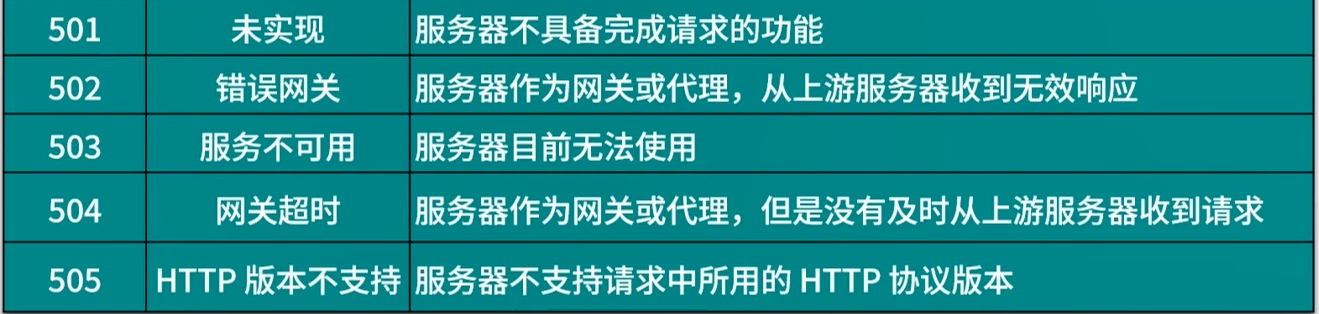 501 未实现 服务器不具备完成请求的功能
502 错误网关 服务器作为网关或代理，从上游服务器收到无效响应
503 服务不可用 服务器目前无法使用
504 网关超时 服务器作为网关或代理，但是没有及时从上游服务器收到请求
505 HTTP 版本不支持 服务器不支持请求中所用的 HTTP 协议版本